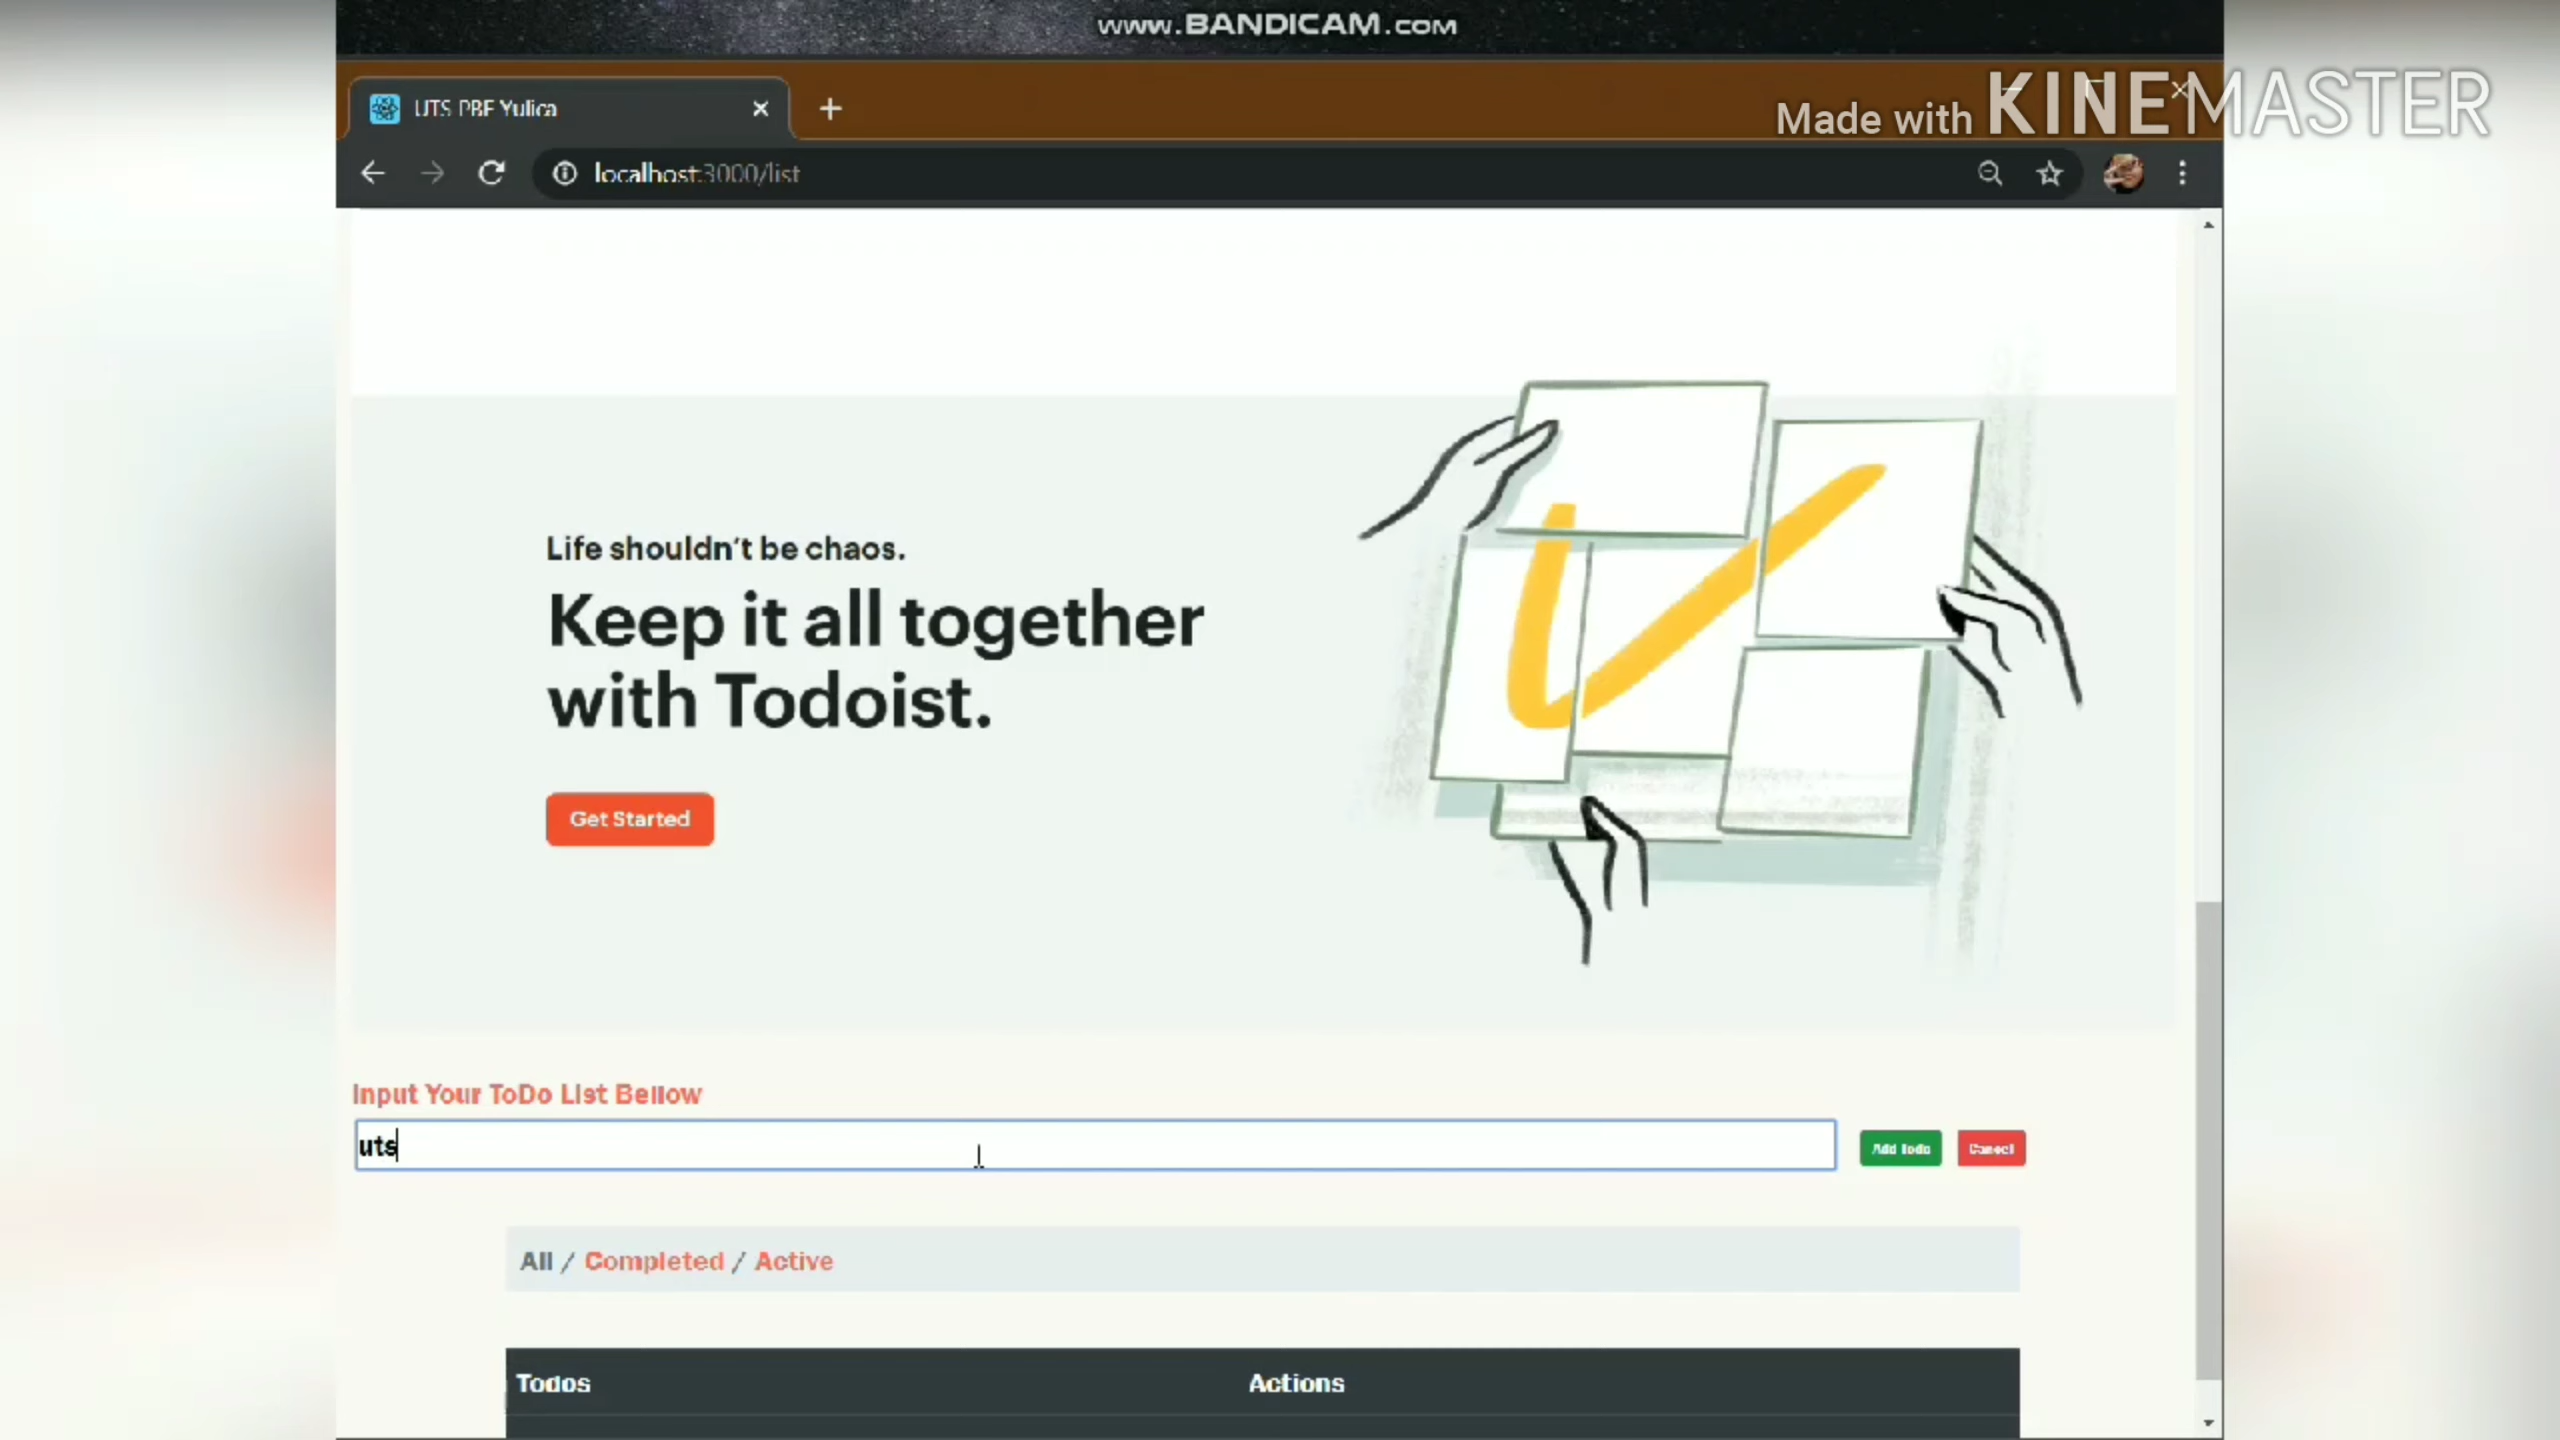 www.BANDICAM.com
Made with KINEMASTER
UTS PBF Yulica
localhost:3000/list
Life shouldn't be chaos.
Keep it all together
with Todoist.
Get Started
Input Your ToDo List Bellow
uts
Add Todo
Cancel
All / Completed / Active
Todos
Actions